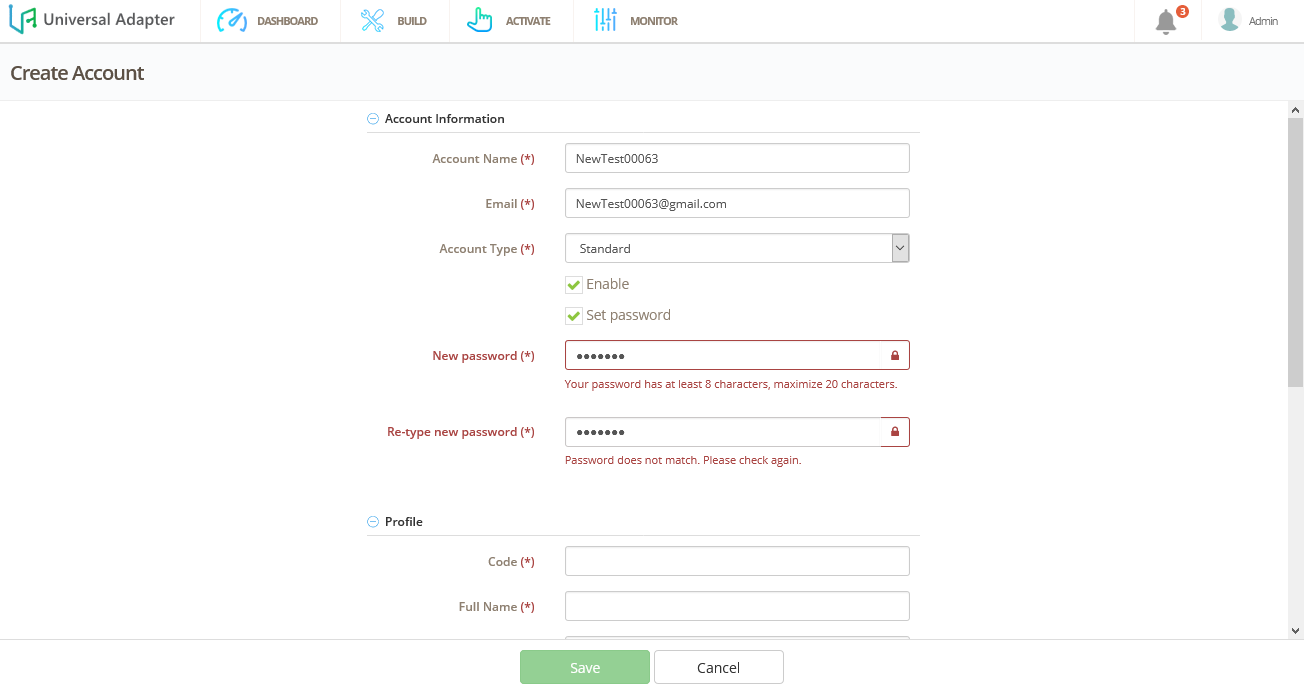 Universal Adapter
DASHBOARD
BUILD
ACTIVATE
MONITOR
3
Admin
Create Account
Account Information
Account Name (*)
NewTest00063
Email (*)
NewTest00063@gmail.com
Account Type (*)
Standard
Enable
Set password
New password (*)
•••••••
Your password has at least 8 characters, maximize 20 characters.
Re-type new password (*)
•••••••
Password does not match. Please check again.
Profile
Code (*)
Full Name (*)
Save
Cancel